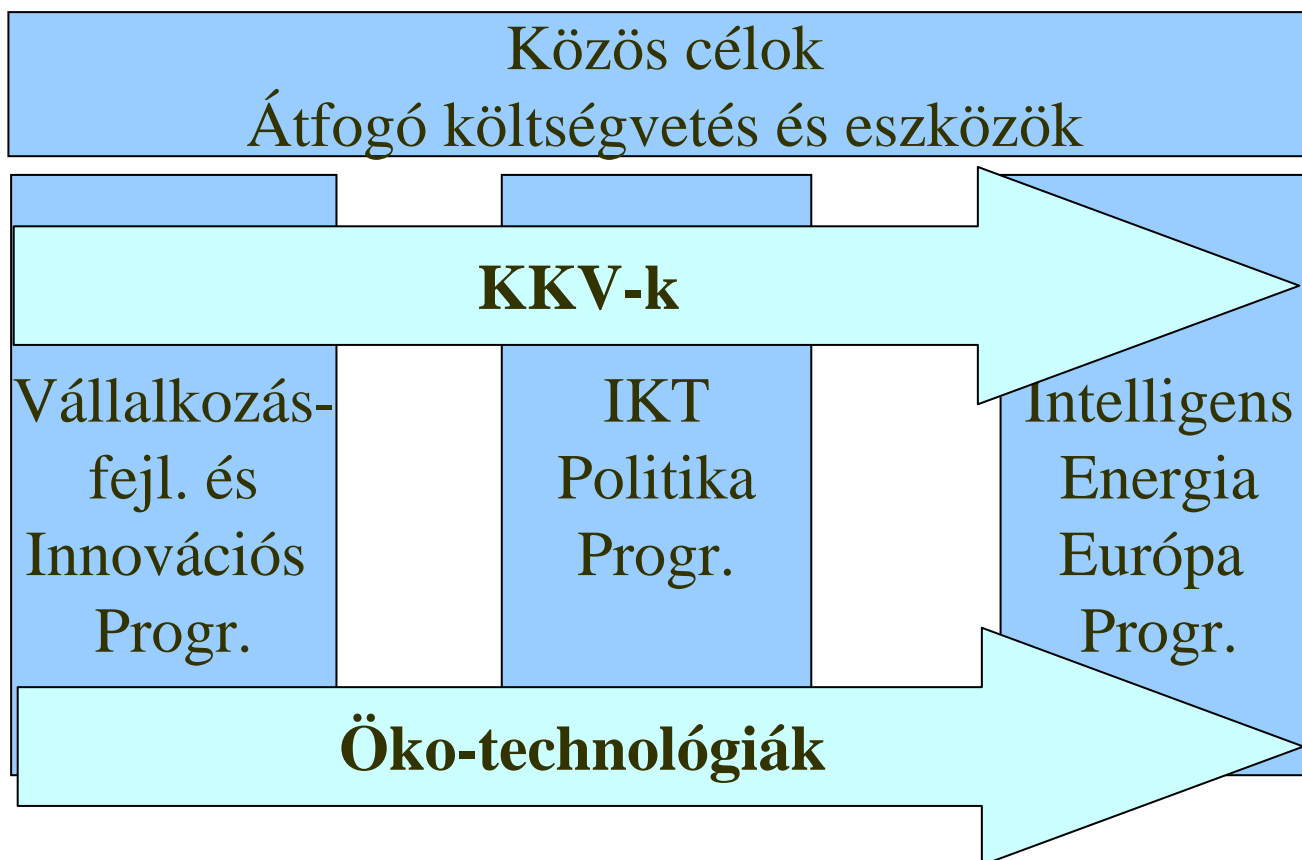 Közös célok
Átfogó költségvetés és eszközök
KKV-k
Vállalkozás-
fejl. és
Innovációs
Progr.
IKT
Politika
Progr.
Intelligens
Energia
Európa
Progr.
Öko-technológiák